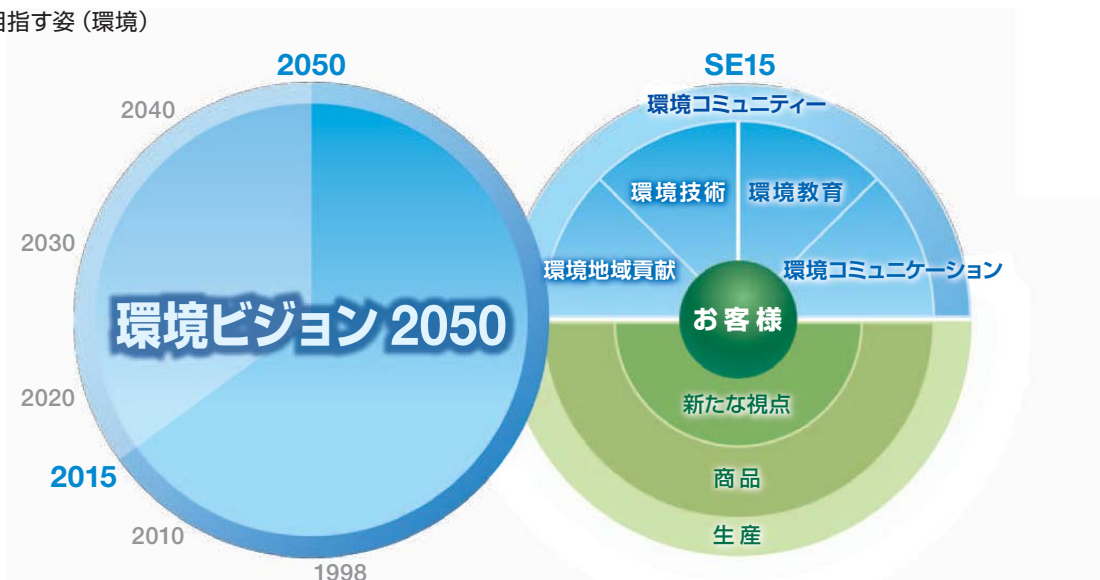 目指す姿（環境）
2050
2040
2030
2020
2015
2010
1998
環境ビジョン 2050
SE15
環境コミュニティー
環境技術
環境教育
環境地域貢献
環境コミュニケーション
お客様
新たな視点
商品
生産